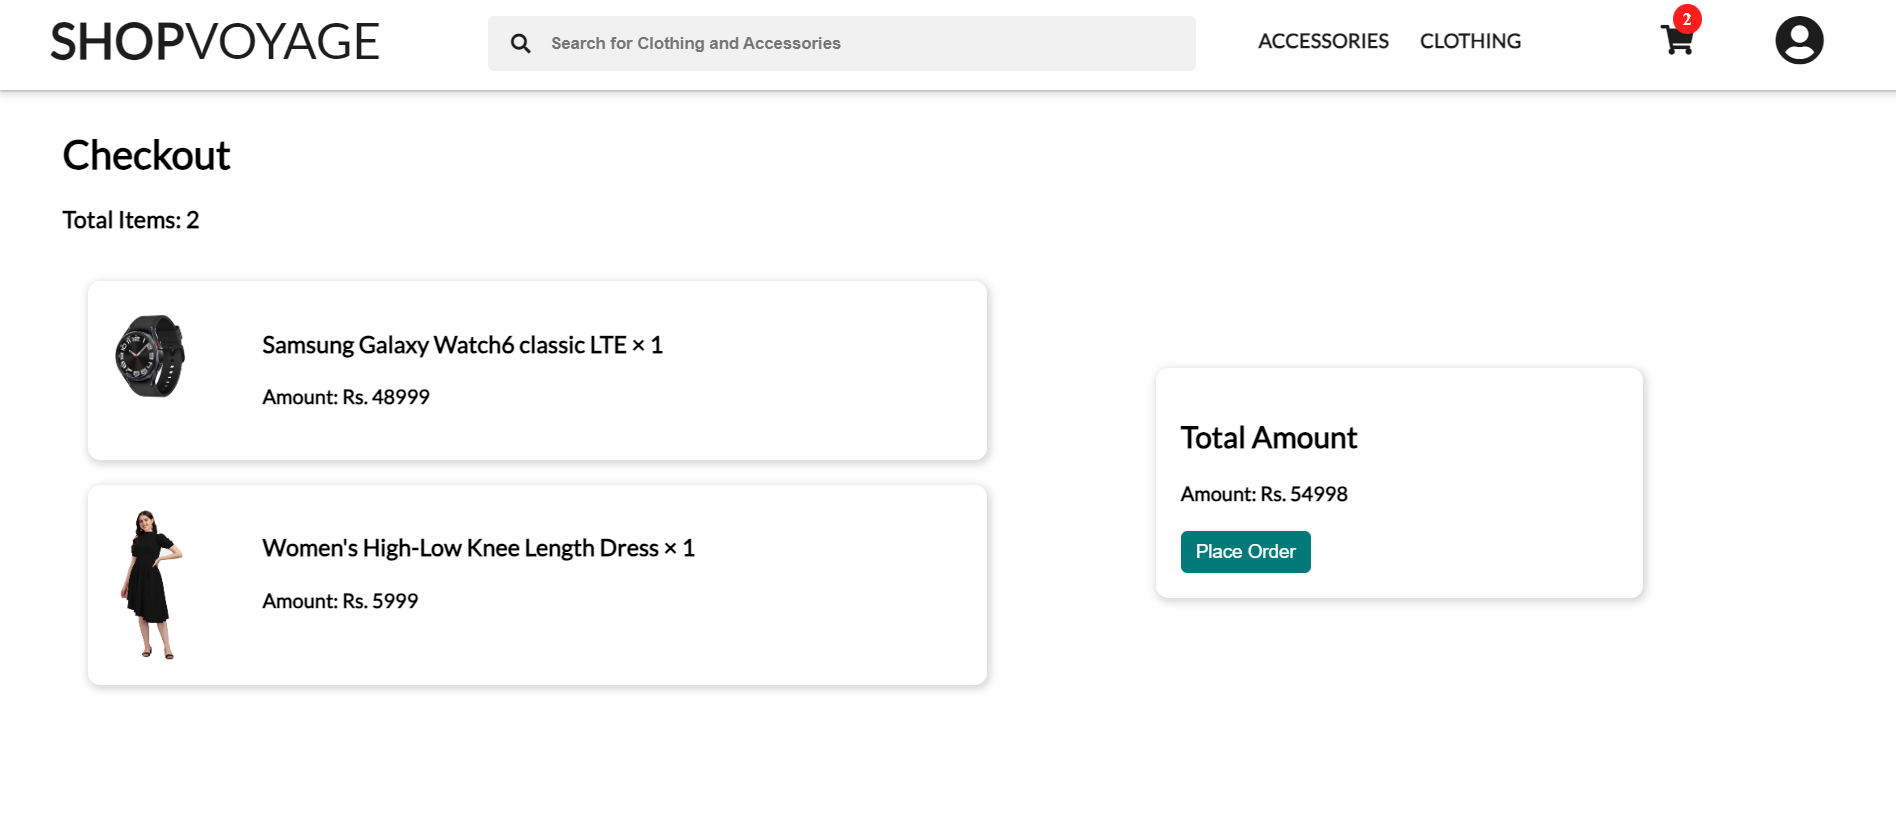 SHOPVOYAGE
Search for Clothing and Accessories
ACCESSORIES
CLOTHING
2
Checkout
Total Items: 2
Samsung Galaxy Watch6 classic LTE × 1
Amount: Rs. 48999
Women's High-Low Knee Length Dress × 1
Amount: Rs. 5999
Total Amount
Amount: Rs. 54998
Place Order